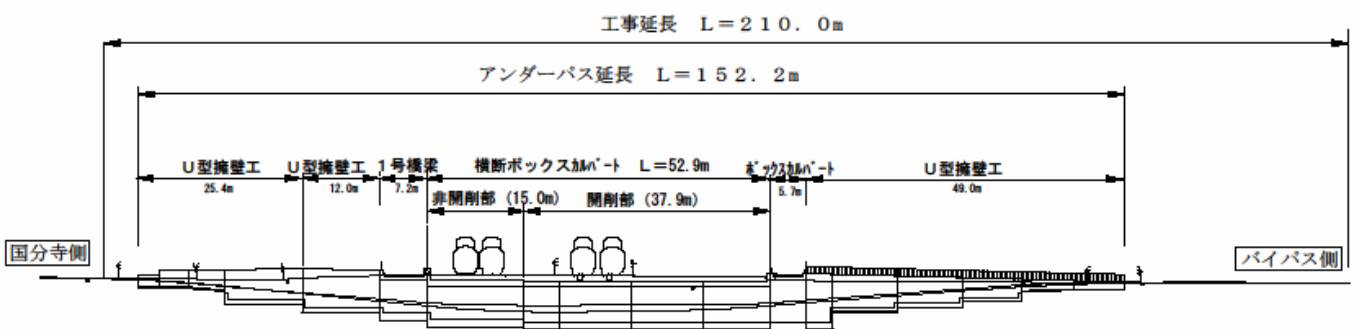 工事延長 L=210.0m
アンダーパス延長 L=152.2m
U型擁壁工 U型擁壁工 1号橋梁 横断ボックスカルバート L=52.9m ボックスカルバート U型擁壁工
25.4m 12.0m 7.2m 5.7m 49.0m
非開削部 (15.0m) 開削部 (37.9m)
国分寺側 バイパス側